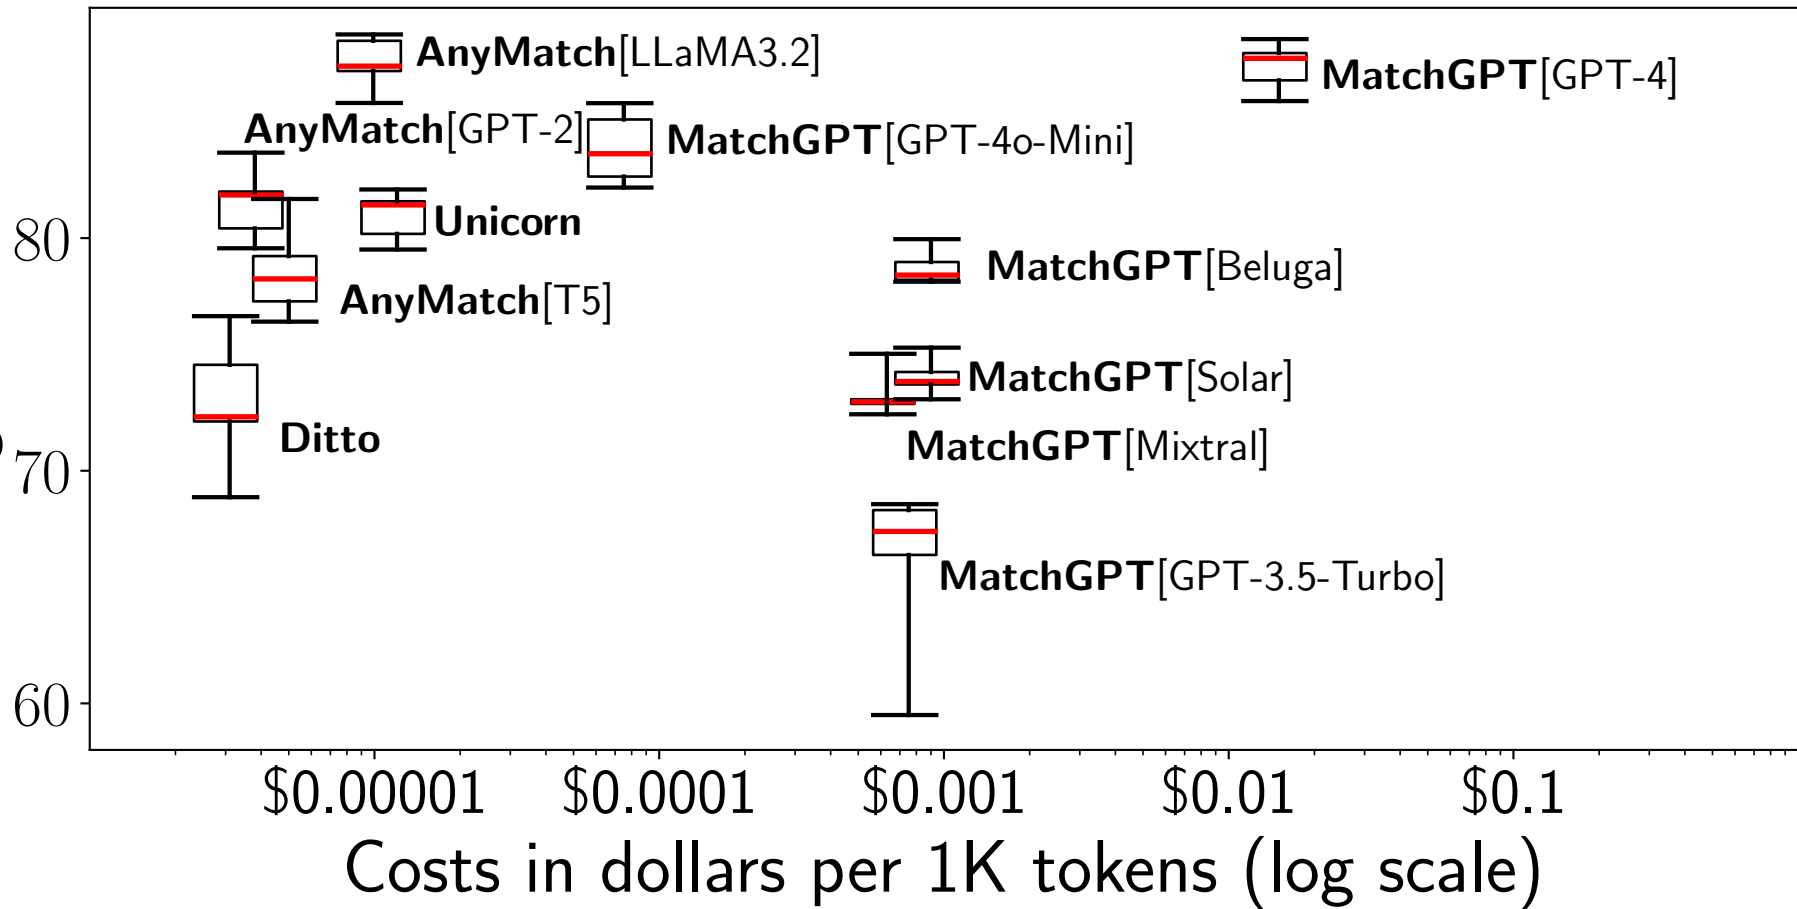 AnyMatch[LLaMA3.2]
MatchGPT[GPT-4]
AnyMatch[GPT-2]
MatchGPT[GPT-4o-Mini]
80
Unicorn
MatchGPT[Beluga]
AnyMatch[T5]
MatchGPT[Solar]
Ditto
MatchGPT[Mixtral]
70
MatchGPT[GPT-3.5-Turbo]
60
$0.00001 $0.0001 $0.001 $0.01 $0.1
Costs in dollars per 1K tokens (log scale)